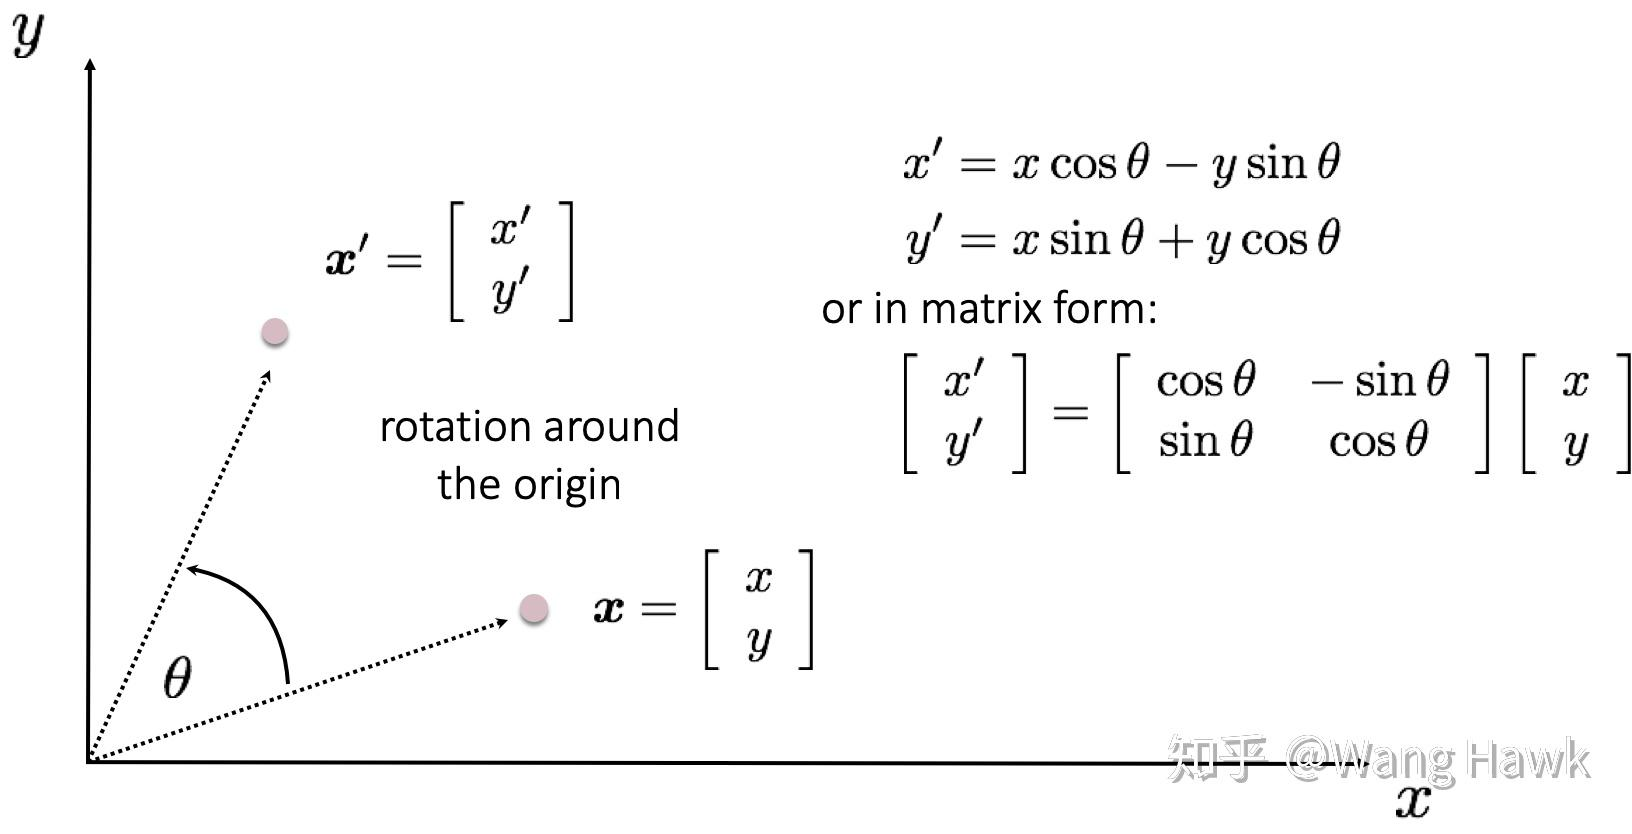 y
x′ = x cos θ − y sin θ
y′ = x sin θ + y cos θ
or in matrix form:
[ x′ ; y′ ] = [ cos θ  − sin θ ; sin θ  cos θ ] [ x ; y ]
𝒙′ = [ x′ ; y′ ]
rotation around
the origin
𝒙 = [ x ; y ]
θ
知乎 @Wang Hawk
x